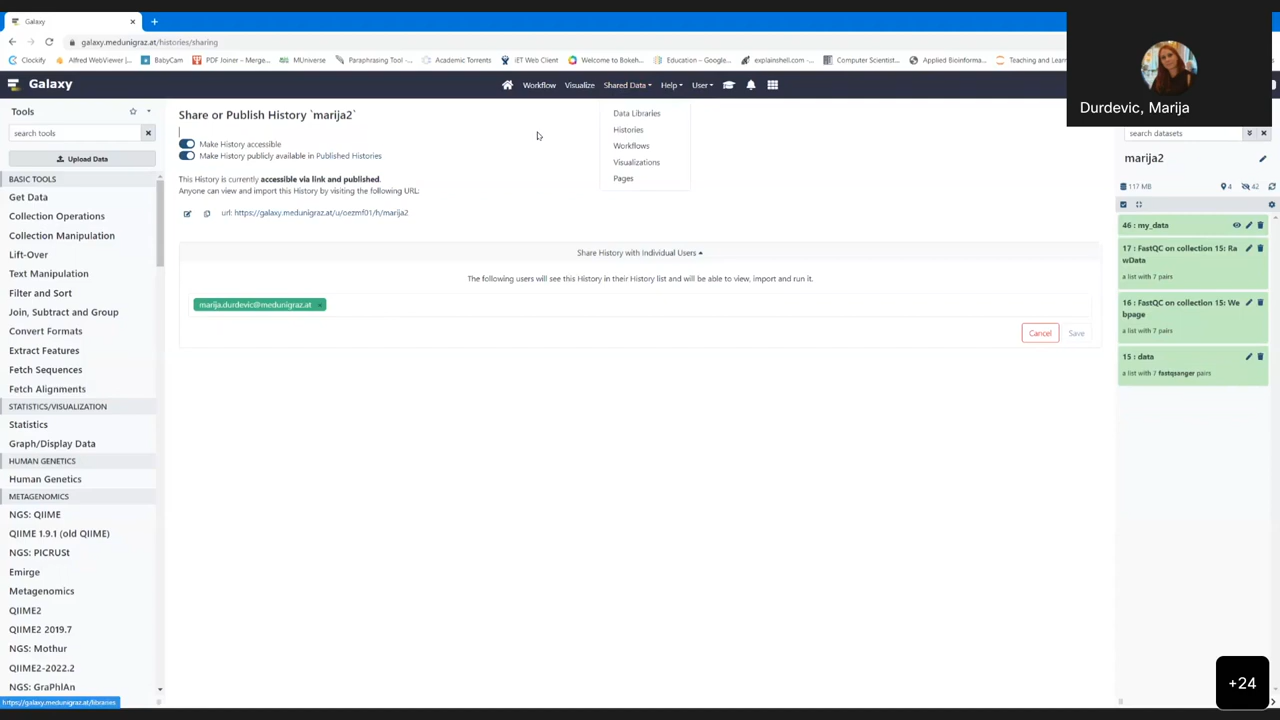 Galaxy
galaxy.medunigraz.at/histories/sharing
Clockify
Alfred WebViewer |...
BabyCam
PDF Joiner – Merge...
MUniverse
Paraphrasing Tool -...
Academic Torrents
iET Web Client
Welcome to Bokeh...
Education – Google...
explainshell.com -...
Computer Scientist...
Applied Bioinforma...
Teaching and Learn
Durdevic, Marija
Galaxy
Workflow
Visualize
Shared Data
Help
User
Data Libraries
Histories
Workflows
Visualizations
Pages
Tools
search tools
Upload Data
BASIC TOOLS
Get Data
Collection Operations
Collection Manipulation
Lift-Over
Text Manipulation
Filter and Sort
Join, Subtract and Group
Convert Formats
Extract Features
Fetch Sequences
Fetch Alignments
STATISTICS/VISUALIZATION
Statistics
Graph/Display Data
HUMAN GENETICS
Human Genetics
METAGENOMICS
NGS: QIIME
QIIME 1.9.1 (old QIIME)
NGS: PICRUSt
Emirge
Metagenomics
QIIME2
QIIME2 2019.7
NGS: Mothur
QIIME2-2022.2
NGS: GraPhlAn
https://galaxy.medunigraz.at/libraries
Share or Publish History `marija2`
Make History accessible
Make History publicly available in Published Histories
This History is currently accessible via link and published.
Anyone can view and import this History by visiting the following URL:
url: https://galaxy.medunigraz.at/u/oezmf01/h/marija2
Share History with Individual Users
The following users will see this History in their History list and will be able to view, import and run it.
marija.durdevic@medunigraz.at
Cancel
Save
search datasets
marija2
117 MB
4
42
46 : my_data
17 : FastQC on collection 15: Ra
wData
a list with 7 pairs
16 : FastQC on collection 15: We
bpage
a list with 7 pairs
15 : data
a list with 7 fastqsanger pairs
+24